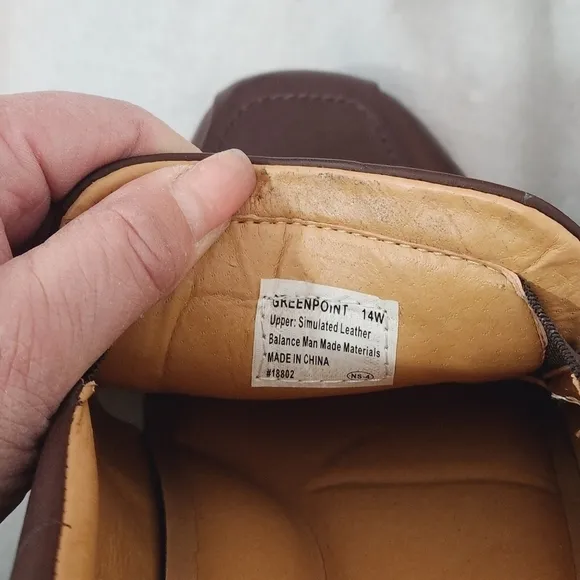 GREENPOINT 14W
Upper: Simulated Leather
Balance Man Made Materials
MADE IN CHINA
#18802 NS-4